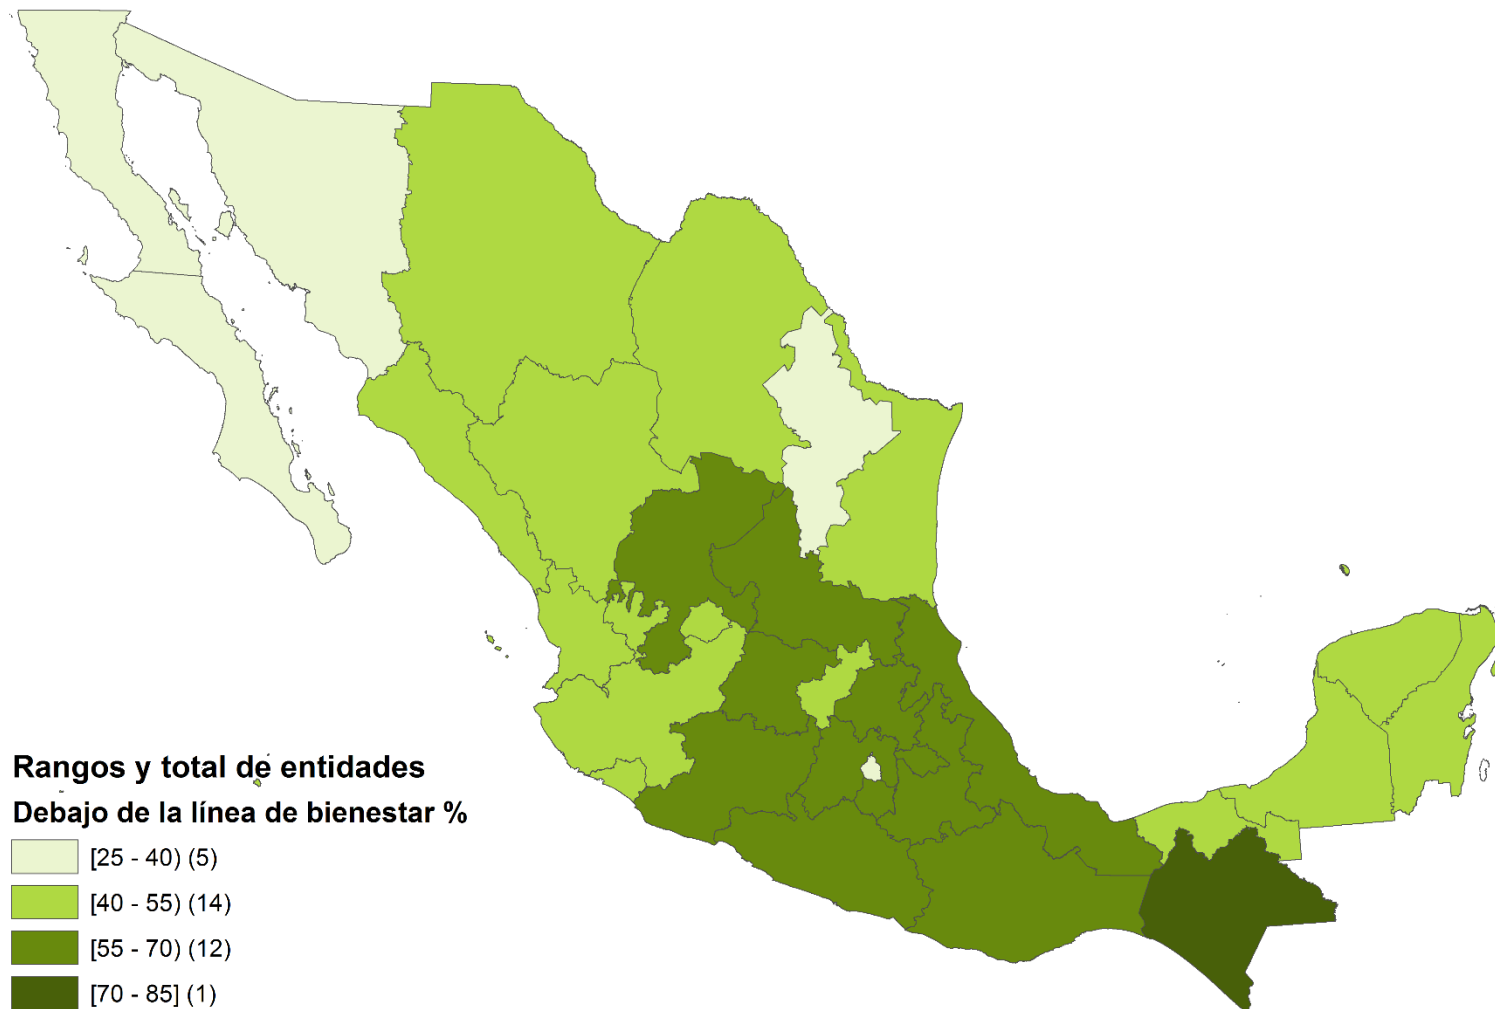 Rangos y total de entidades
Debajo de la línea de bienestar %
[25 - 40) (5)
[40 - 55) (14)
[55 - 70) (12)
[70 - 85] (1)